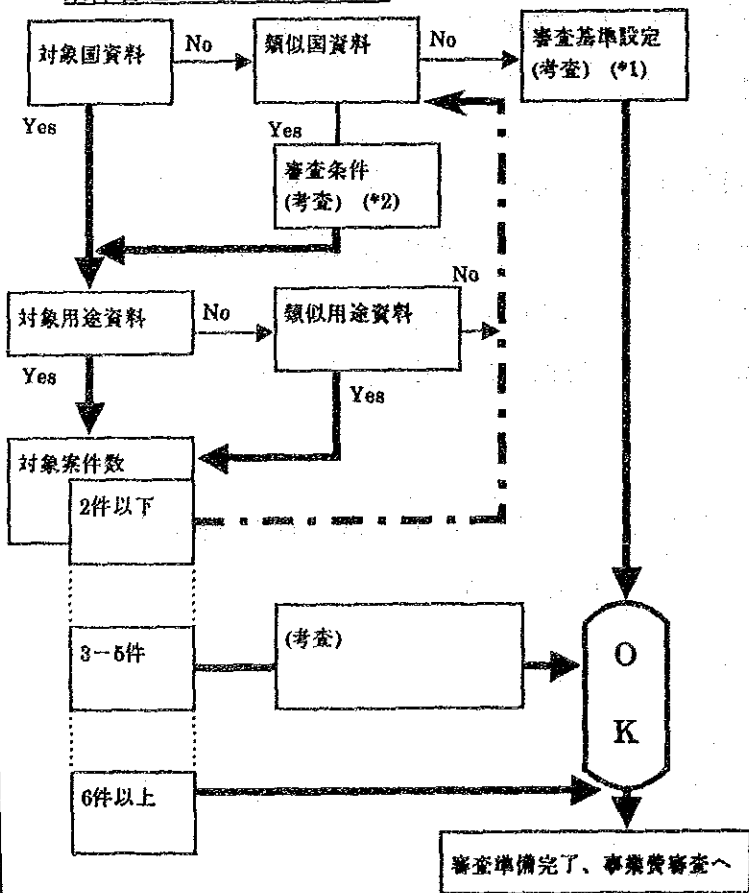 対象国資料
No
類似国資料
No
審査基準設定
(考査) (*1)
Yes
Yes
審査条件
(考査) (*2)
対象用途資料
No
類似用途資料
No
Yes
Yes
対象案件数
2件以下
3－5件
(考査)
O
K
6件以上
審査準備完了、事業費審査へ